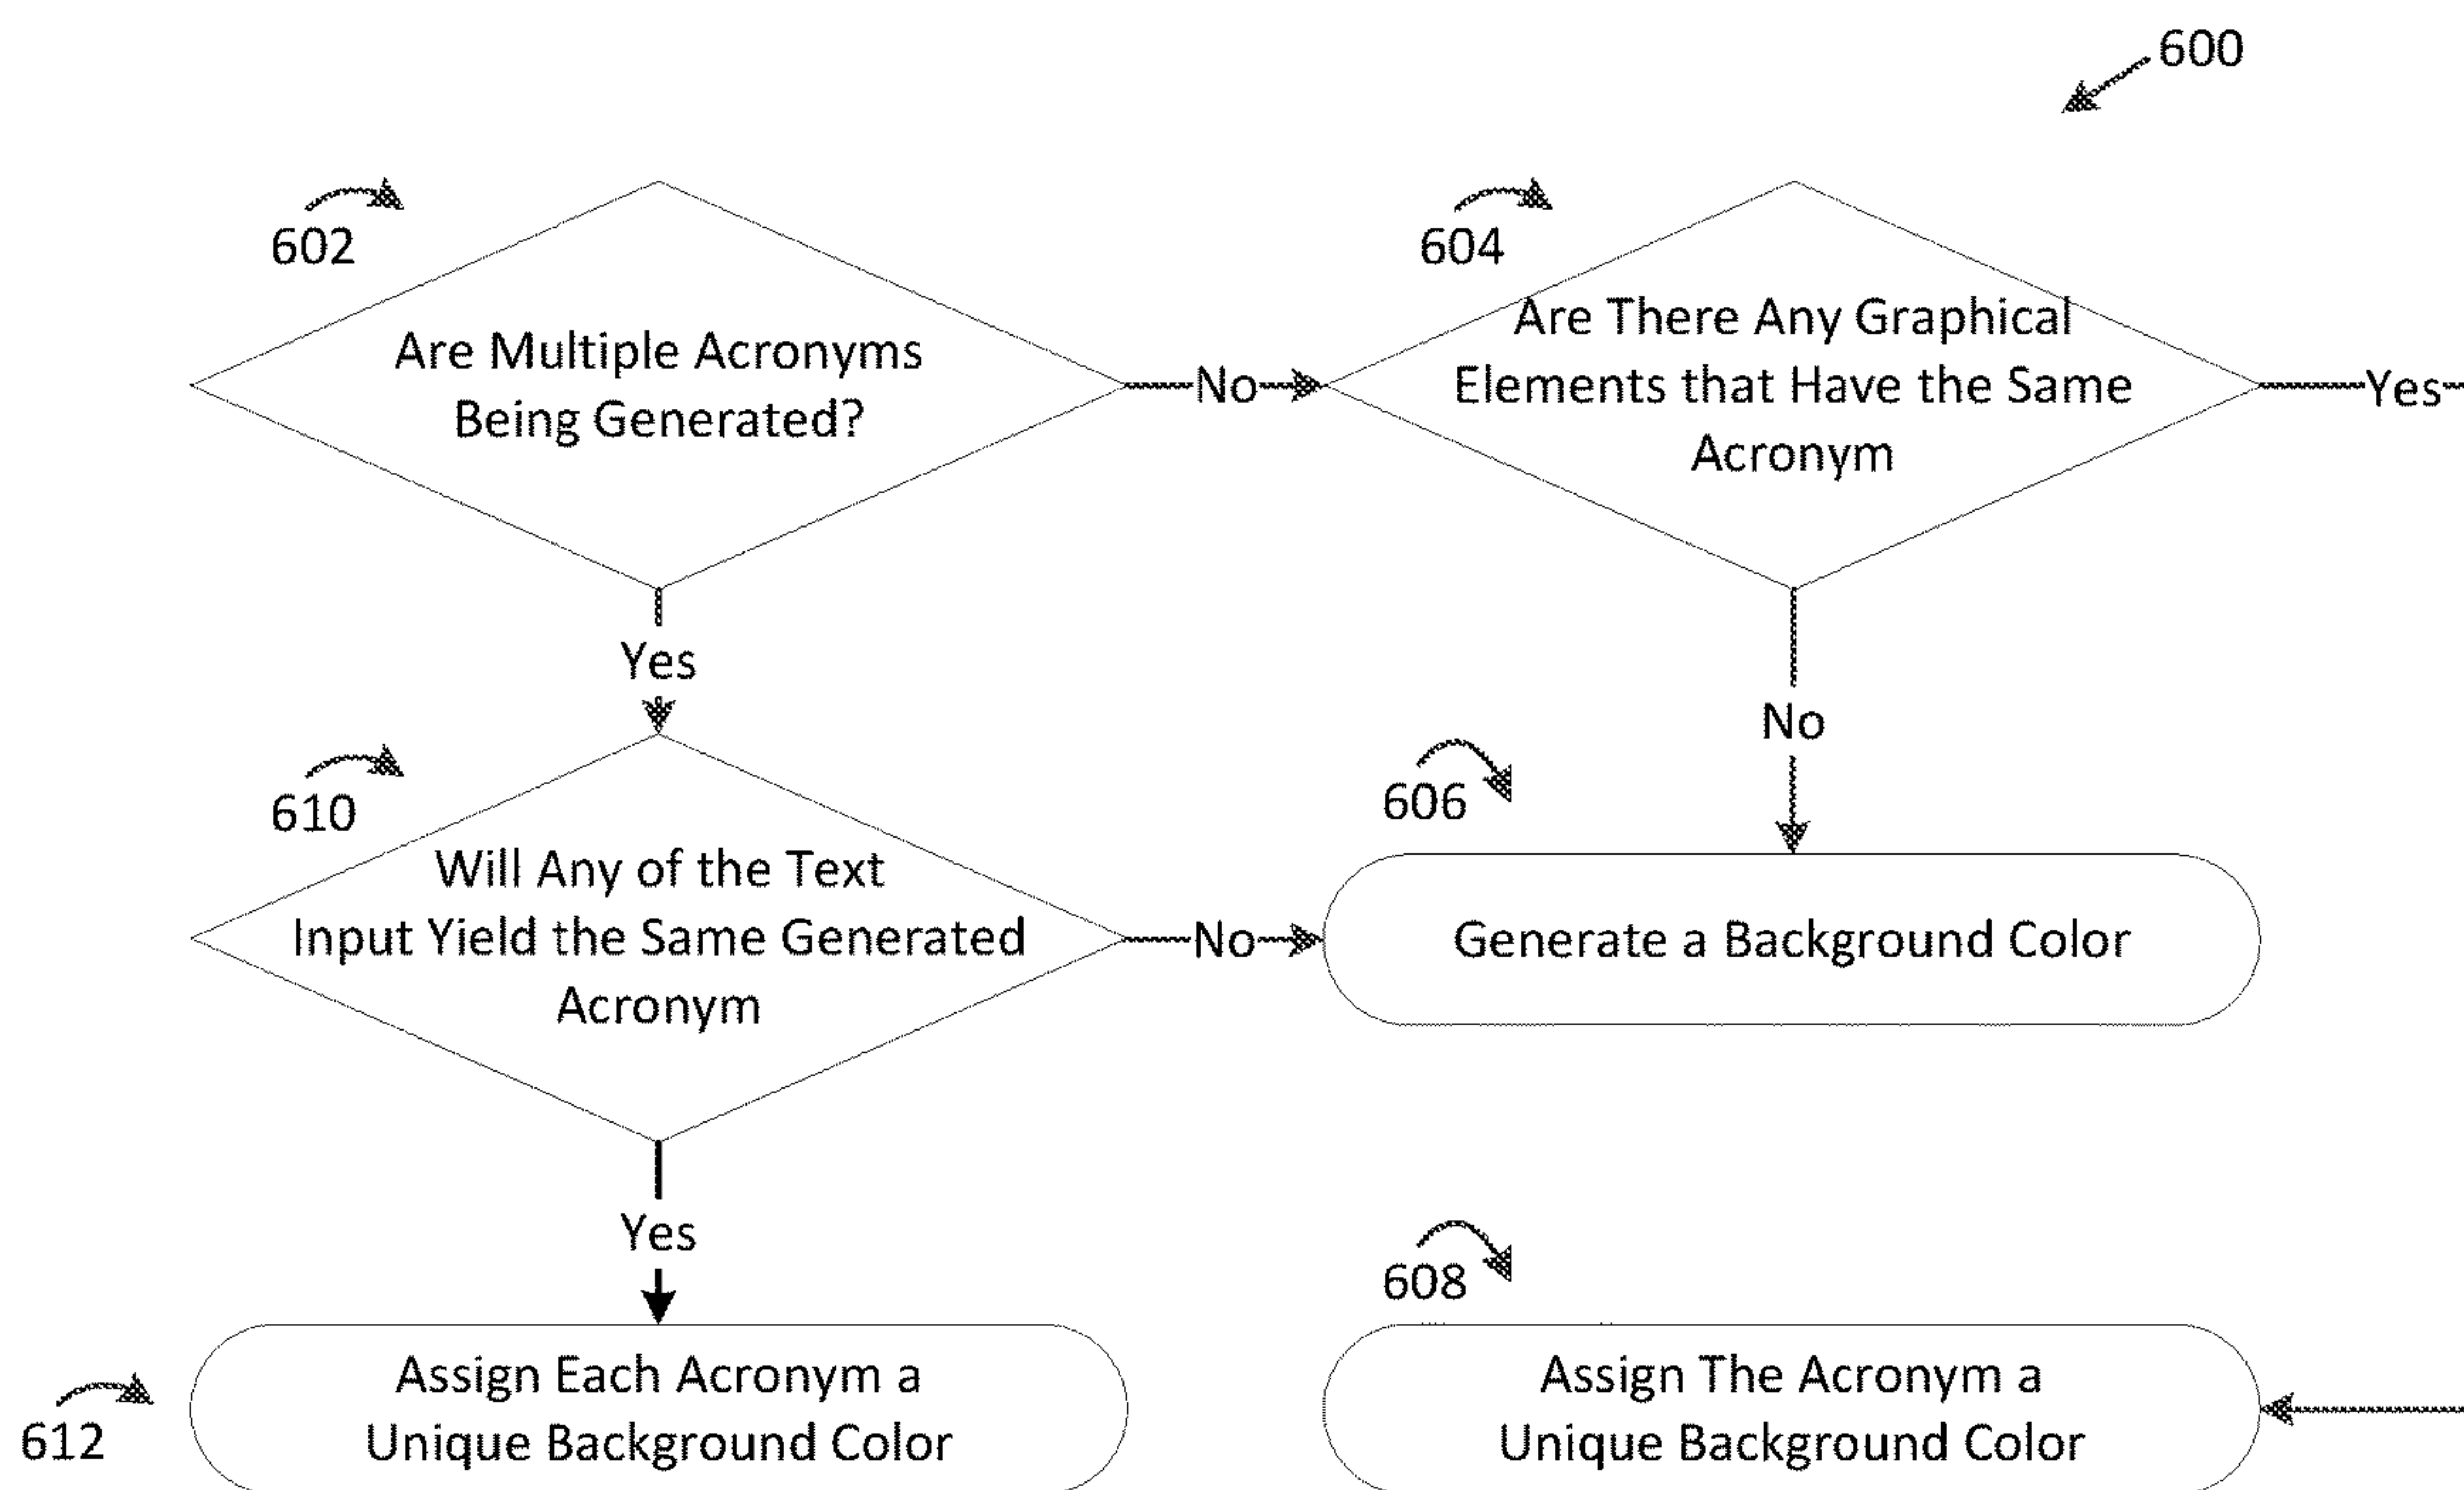 600
602
Are Multiple Acronyms
Being Generated?
No
604
Are There Any Graphical
Elements that Have the Same
Acronym
Yes
Yes
No
610
Will Any of the Text
Input Yield the Same Generated
Acronym
No
606
Generate a Background Color
Yes
612
Assign Each Acronym a
Unique Background Color
608
Assign The Acronym a
Unique Background Color